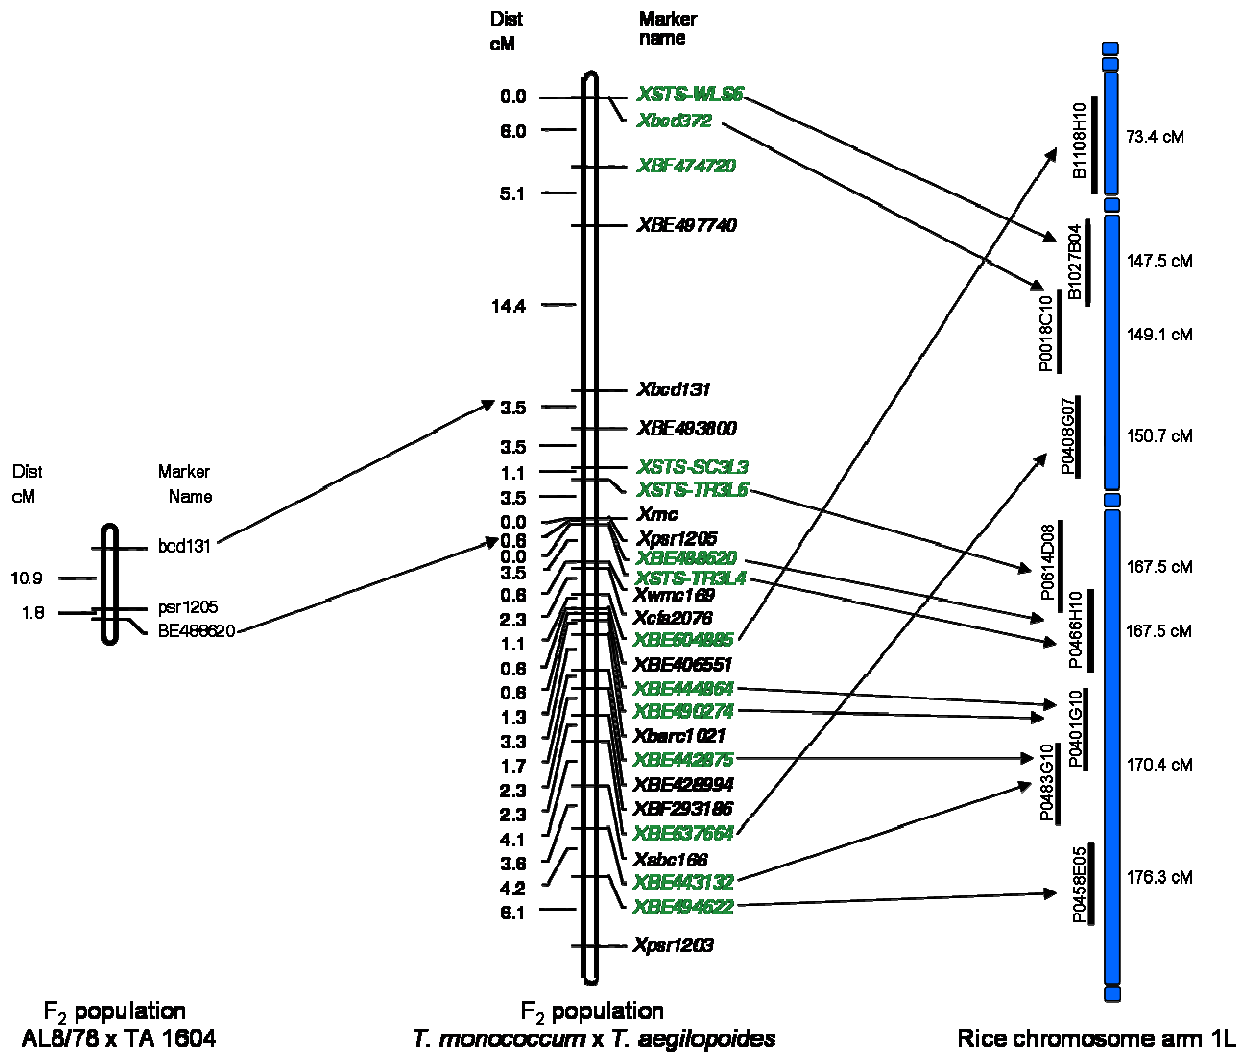 Dist
cM
Marker
name
0.0
6.0
5.1
14.4
3.5
3.5
1.1
3.5
0.0
0.6
0.0
3.5
0.6
2.3
1.1
0.6
0.6
1.3
3.3
1.7
2.3
2.3
4.1
3.6
4.2
6.1
XSTS-WLS6
Xbcd372
XBF474720
XBE497740
Xbcd131
XBE493800
XSTS-SC3L3
XSTS-TR3L5
Xmc
Xpsr1205
XBE488620
XSTS-TR3L4
Xwmc169
Xcfa2076
XBE604885
XBE406551
XBE444864
XBE490274
Xbarc1021
XBE442875
XBE428994
XBF293186
XBE637664
Xabc166
XBE443132
XBE494622
Xpsr1203
Dist
cM
Marker
Name
10.9
1.8
bcd131
psr1205
BE488620
B1108H10
B1027B04
P0018C10
P0408G07
P0614D08
P0466H10
P0401G10
P0483G10
P0458E05
73.4 cM
147.5 cM
149.1 cM
150.7 cM
167.5 cM
167.5 cM
170.4 cM
176.3 cM
F2 population
AL8/78 x TA 1604
F2 population
T. monococcum x T. aegilopoides
Rice chromosome arm 1L